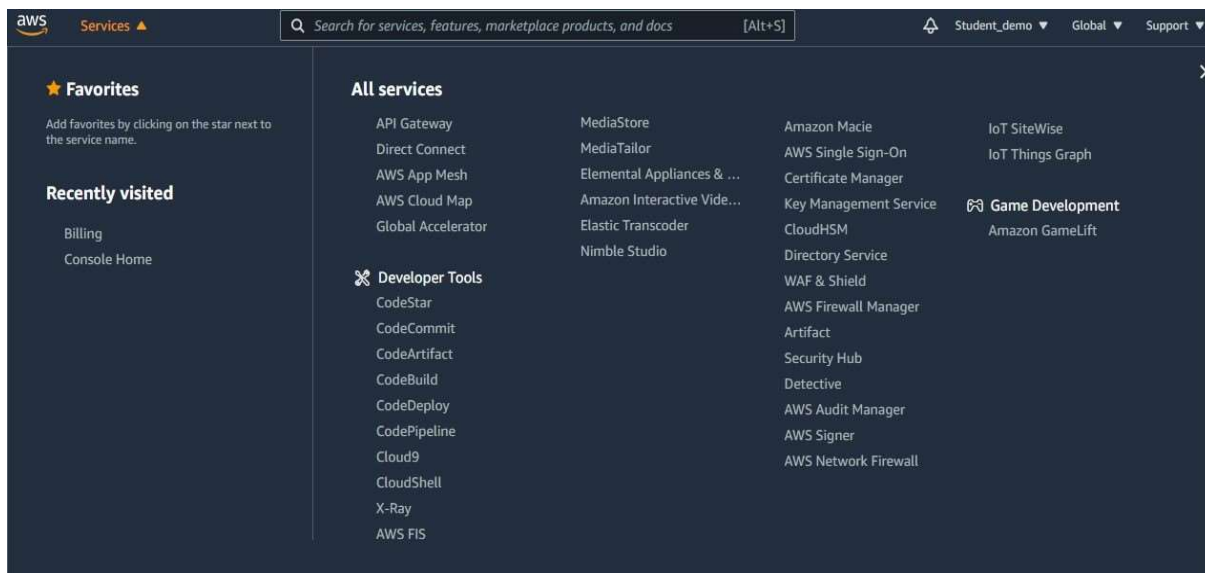 aws
Services ▲
Search for services, features, marketplace products, and docs [Alt+S]
Student_demo ▼
Global ▼
Support ▼
Favorites
Add favorites by clicking on the star next to
the service name.
Recently visited
Billing
Console Home
All services
API Gateway
Direct Connect
AWS App Mesh
AWS Cloud Map
Global Accelerator
Developer Tools
CodeStar
CodeCommit
CodeArtifact
CodeBuild
CodeDeploy
CodePipeline
Cloud9
CloudShell
X-Ray
AWS FIS
MediaStore
MediaTailor
Elemental Appliances & ...
Amazon Interactive Vide...
Elastic Transcoder
Nimble Studio
Amazon Macie
AWS Single Sign-On
Certificate Manager
Key Management Service
CloudHSM
Directory Service
WAF & Shield
AWS Firewall Manager
Artifact
Security Hub
Detective
AWS Audit Manager
AWS Signer
AWS Network Firewall
IoT SiteWise
IoT Things Graph
Game Development
Amazon GameLift